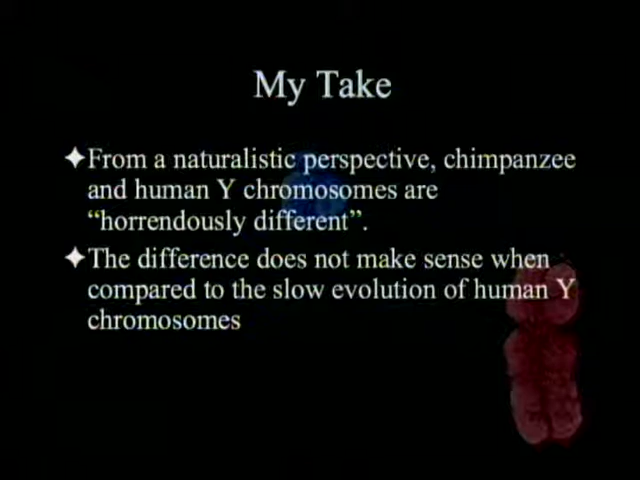 My Take
From a naturalistic perspective, chimpanzee
and human Y chromosomes are
“horrendously different”.
The difference does not make sense when
compared to the slow evolution of human Y
chromosomes